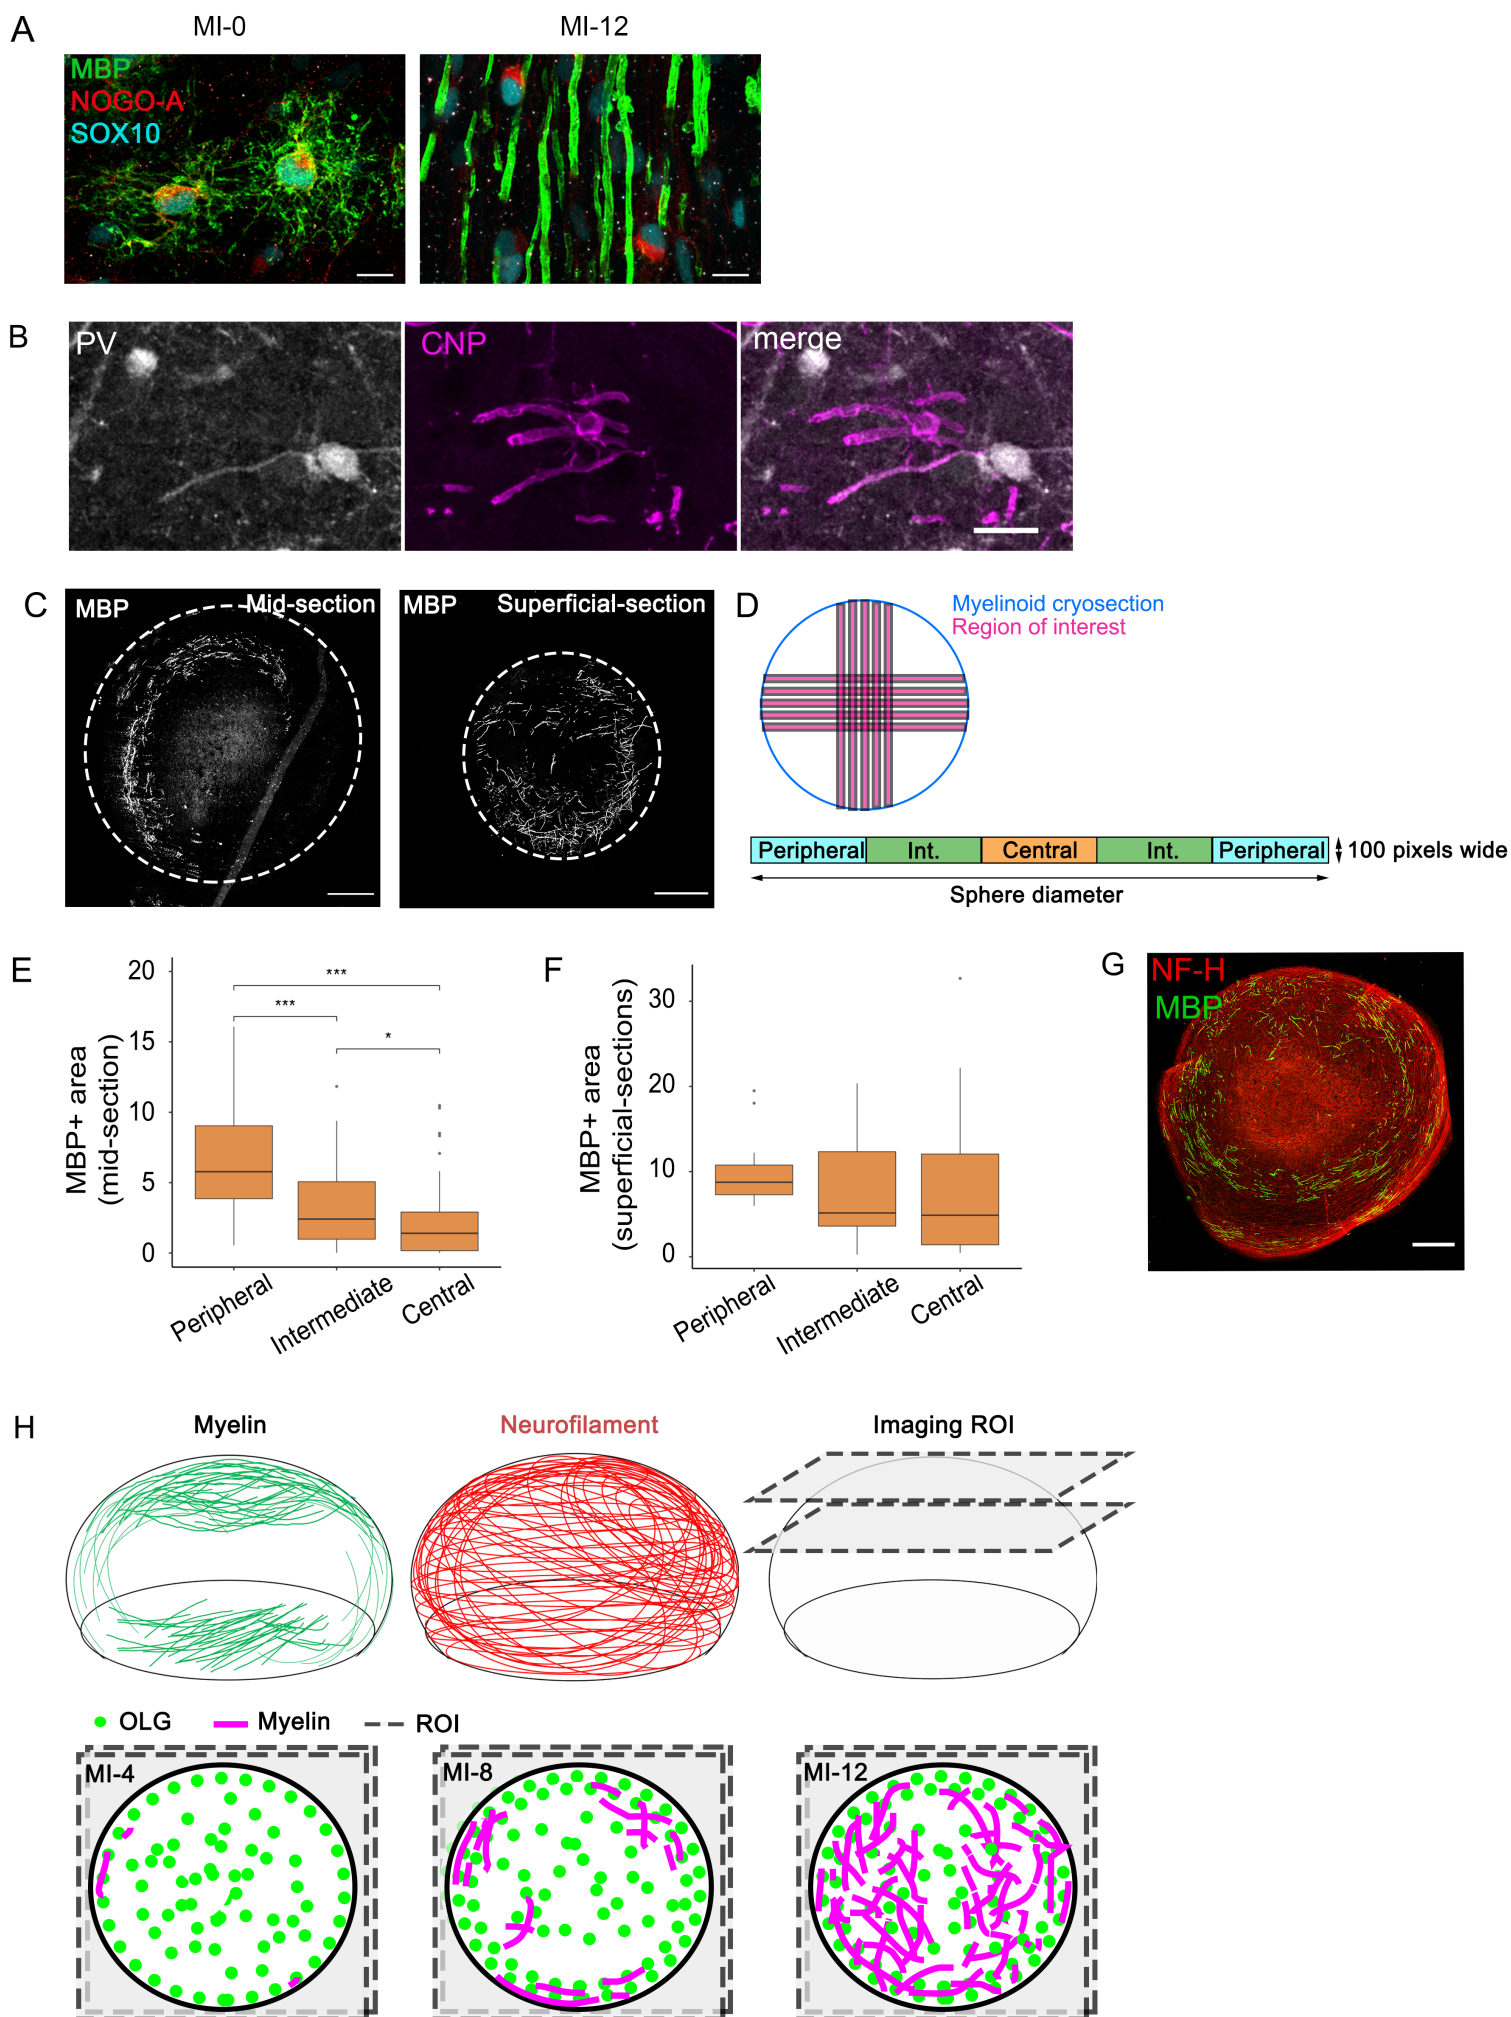 A
MI-0
MI-12
MBP
NOGO-A
SOX10
B
PV
CNP
merge
C
MBP
Mid-section
MBP
Superficial-section
D
Myelinoid cryosection
Region of interest
Peripheral
Int.
Central
Int.
Peripheral
100 pixels wide
Sphere diameter
E
MBP+ area
(mid-section)
20
15
10
5
0
***
***
*
Peripheral
Intermediate
Central
F
MBP+ area
(superficial-sections)
30
20
10
0
Peripheral
Intermediate
Central
G
NF-H
MBP
H
Myelin
Neurofilament
Imaging ROI
OLG
Myelin
ROI
MI-4
MI-8
MI-12